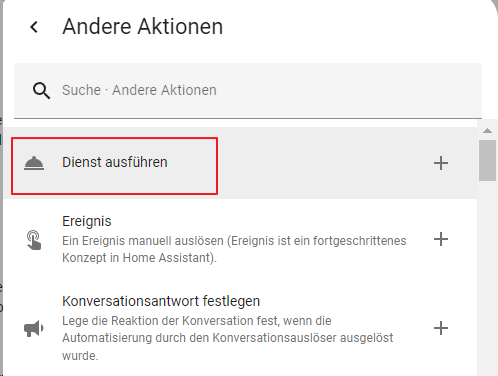 Andere Aktionen
Suche · Andere Aktionen
Dienst ausführen
Ereignis
Ein Ereignis manuell auslösen (Ereignis ist ein fortgeschrittenes
Konzept in Home Assistant).
Konversationsantwort festlegen
Lege die Reaktion der Konversation fest, wenn die
Automatisierung durch den Konversationsauslöser ausgelöst
wurde.